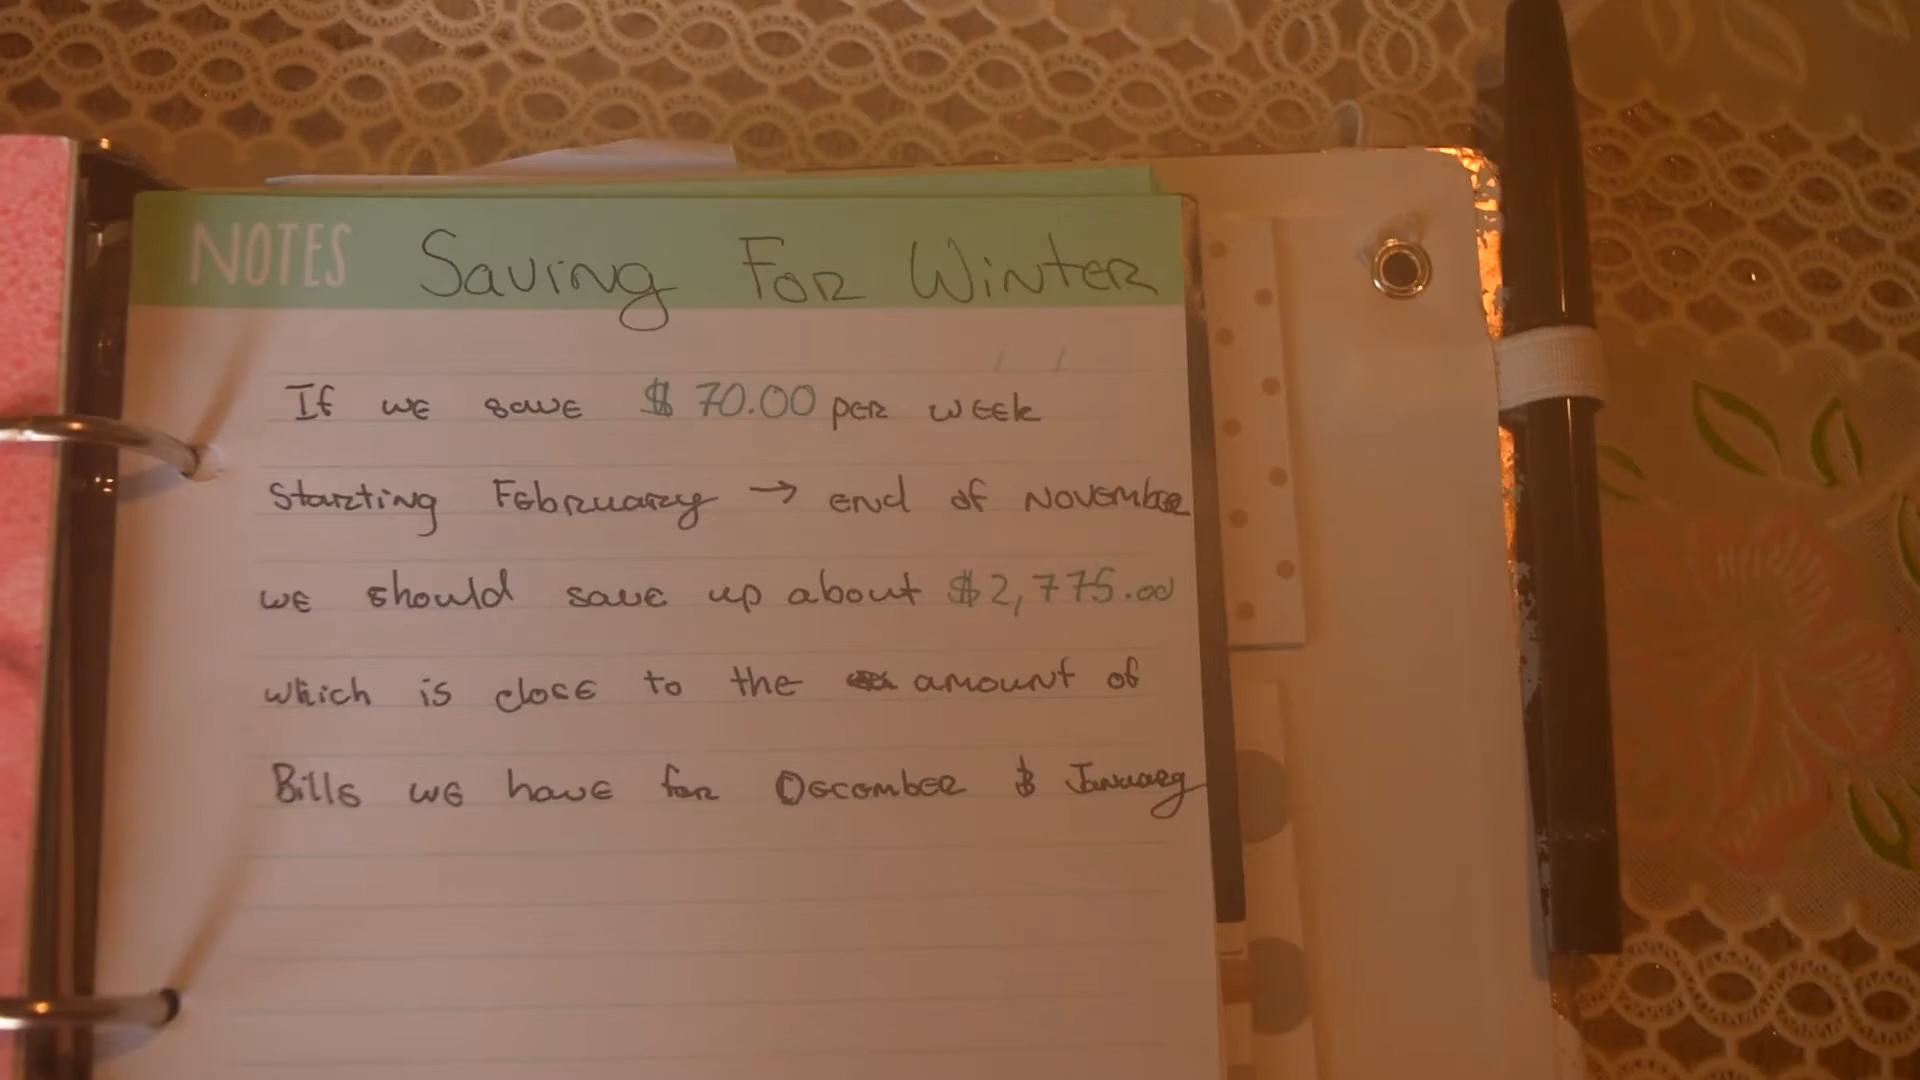 NOTES Saving For Winter
If we save $70.00 per week
Starting February → end of November
we should save up about $2,775.00
which is close to the amount of
Bills we have for December & January